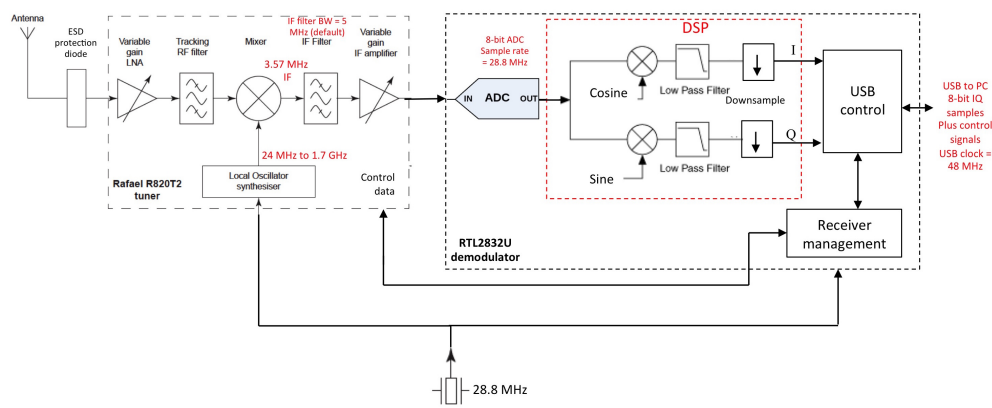 Antenna
ESD
protection
diode
Variable
gain
LNA
Tracking
RF filter
Mixer
IF filter BW = 5
MHz (default)
IF Filter
Variable
gain
IF amplifier
3.57 MHz
IF
24 MHz to 1.7 GHz
Local Oscillator
synthesiser
Rafael R820T2
tuner
Control
data
8-bit ADC
Sample rate
= 28.8 MHz
IN
ADC
OUT
DSP
Cosine
Low Pass Filter
Downsample
I
Sine
Low Pass Filter
Q
USB
control
USB to PC
8-bit IQ
samples
Plus control
signals
USB clock =
48 MHz
Receiver
management
RTL2832U
demodulator
28.8 MHz